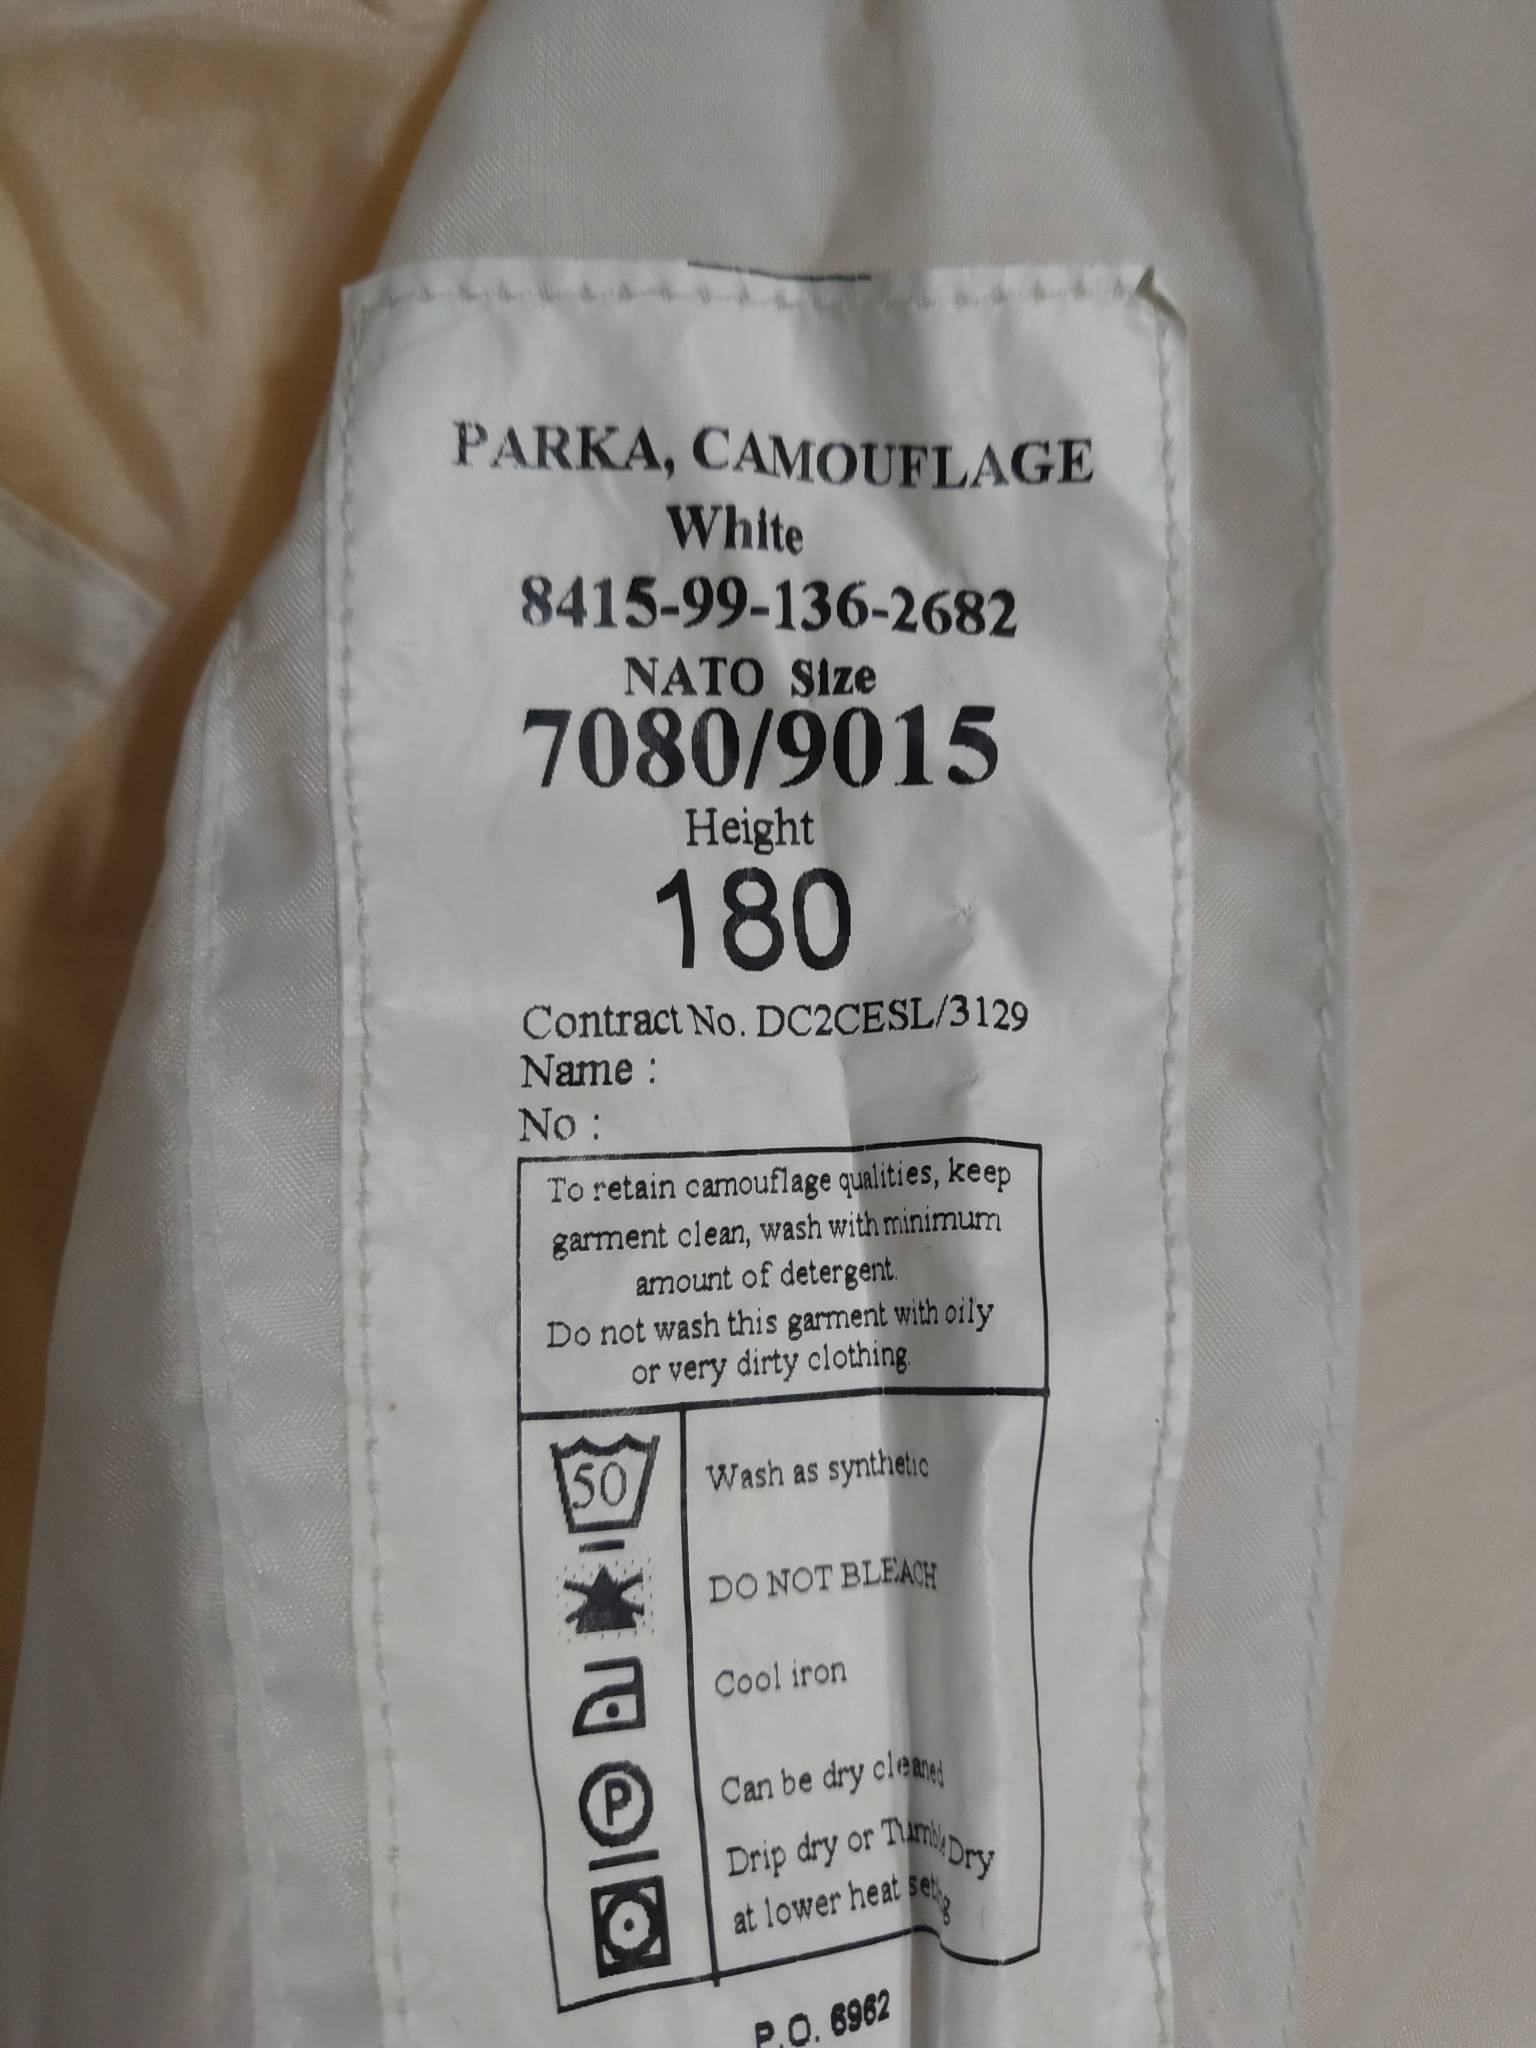 PARKA, CAMOUFLAGE
White
8415-99-136-2682
NATO Size
7080/9015
Height
180
Contract No. DC2CESL/3129
Name :
No :
To retain camouflage qualities, keep
garment clean, wash with minimum
amount of detergent.
Do not wash this garment with oily
or very dirty clothing.
50
Wash as synthetic
DO NOT BLEACH
Cool iron
P
Can be dry cleaned
Drip dry or Tumble Dry
at lower heat setting
P.O. 6962